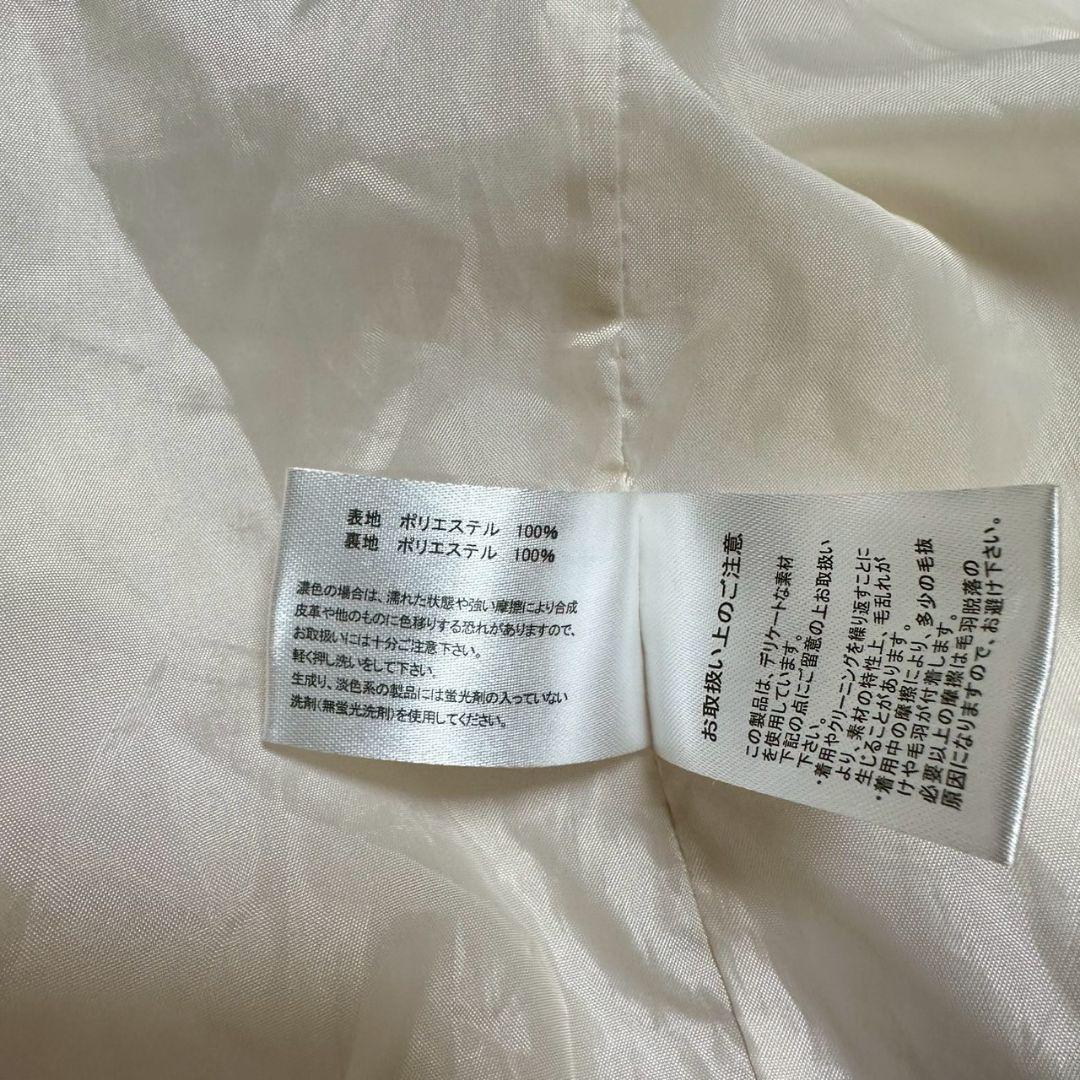 表地 ポリエステル 100%
裏地 ポリエステル 100%
濃色の場合は、濡れた状態や強い摩擦により合成
皮革や他のものに色移りする恐れがありますので、
お取扱いには十分ご注意下さい。
軽く押し洗いをして下さい.
生成り、淡色系の製品には蛍光剤の入っていない
洗剤(無蛍光洗剤)を使用してください。
お取扱い上のご注意
この製品は、デリケートな素材
を使用しています。
下記の点にご留意の上お取扱い
下さい。
・着用やクリーニングを繰り返すことに
より、素材の特性上、毛乱れが
生じることがあります。
・着用中の摩擦により、多少の毛抜
けや毛羽が付着します。
必要以上の摩擦は毛羽脱落の
原因になりますので、お避け下さい。